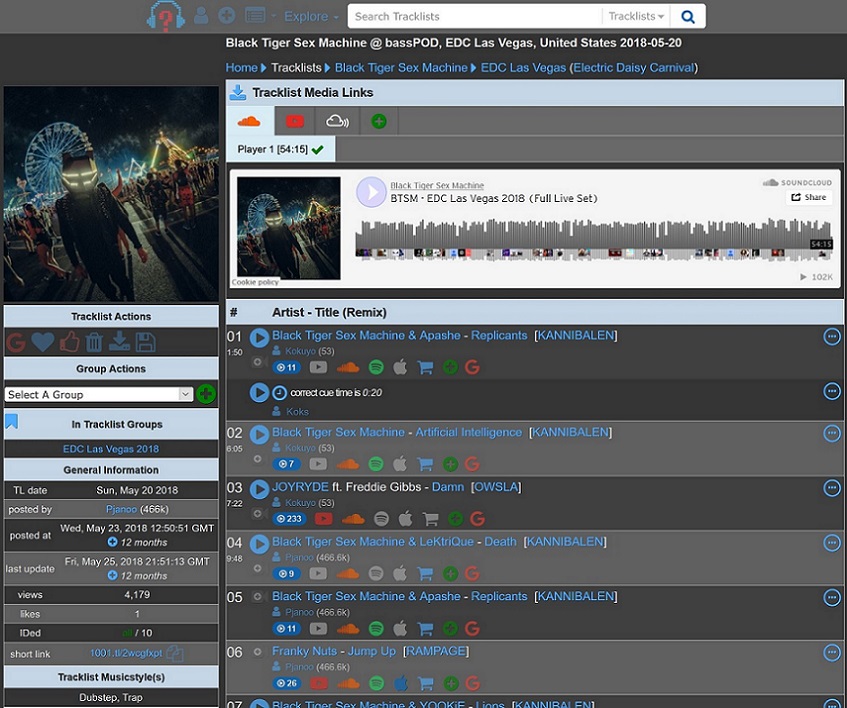 Explore
Search Tracklists
Tracklists
Black Tiger Sex Machine @ bassPOD, EDC Las Vegas, United States 2018-05-20
Home Tracklists Black Tiger Sex Machine EDC Las Vegas (Electric Daisy Carnival)
Tracklist Media Links
Player 1 [54:15]
Black Tiger Sex Machine
BTSM - EDC Las Vegas 2018 (Full Live Set)
SOUNDCLOUD
Share
54:15
Cookie policy
102K
Tracklist Actions
Group Actions
Select A Group
In Tracklist Groups
EDC Las Vegas 2018
General Information
TL date Sun, May 20 2018
posted by Pjanoo (466k)
posted at Wed, May 23, 2018 12:50:51 GMT
12 months
last update Fri, May 25, 2018 21:51:13 GMT
12 months
views 4,179
likes 1
IDed / 10
short link 1001.tl/2wcgfxpt
Tracklist Musicstyle(s)
Dubstep, Trap
# Artist - Title (Remix)
01 Black Tiger Sex Machine & Apashe - Replicants [KANNIBALEN]
1:50 Kokuyo (53)
11
correct cue time is 0:20
Koks
02 Black Tiger Sex Machine - Artificial Intelligence [KANNIBALEN]
6:05 Kokuyo (53)
7
03 JOYRYDE ft. Freddie Gibbs - Damn [OWSLA]
7:22 Kokuyo (53)
233
04 Black Tiger Sex Machine & LeKtriQue - Death [KANNIBALEN]
9:48 Pjanoo (466.6k)
9
05 Black Tiger Sex Machine & Apashe - Replicants [KANNIBALEN]
Pjanoo (466.6k)
11
06 Franky Nuts - Jump Up [RAMPAGE]
Pjanoo (466.6k)
26
07 Black Tiger Sex Machine & YOOKiE - Lions [KANNIBALEN]